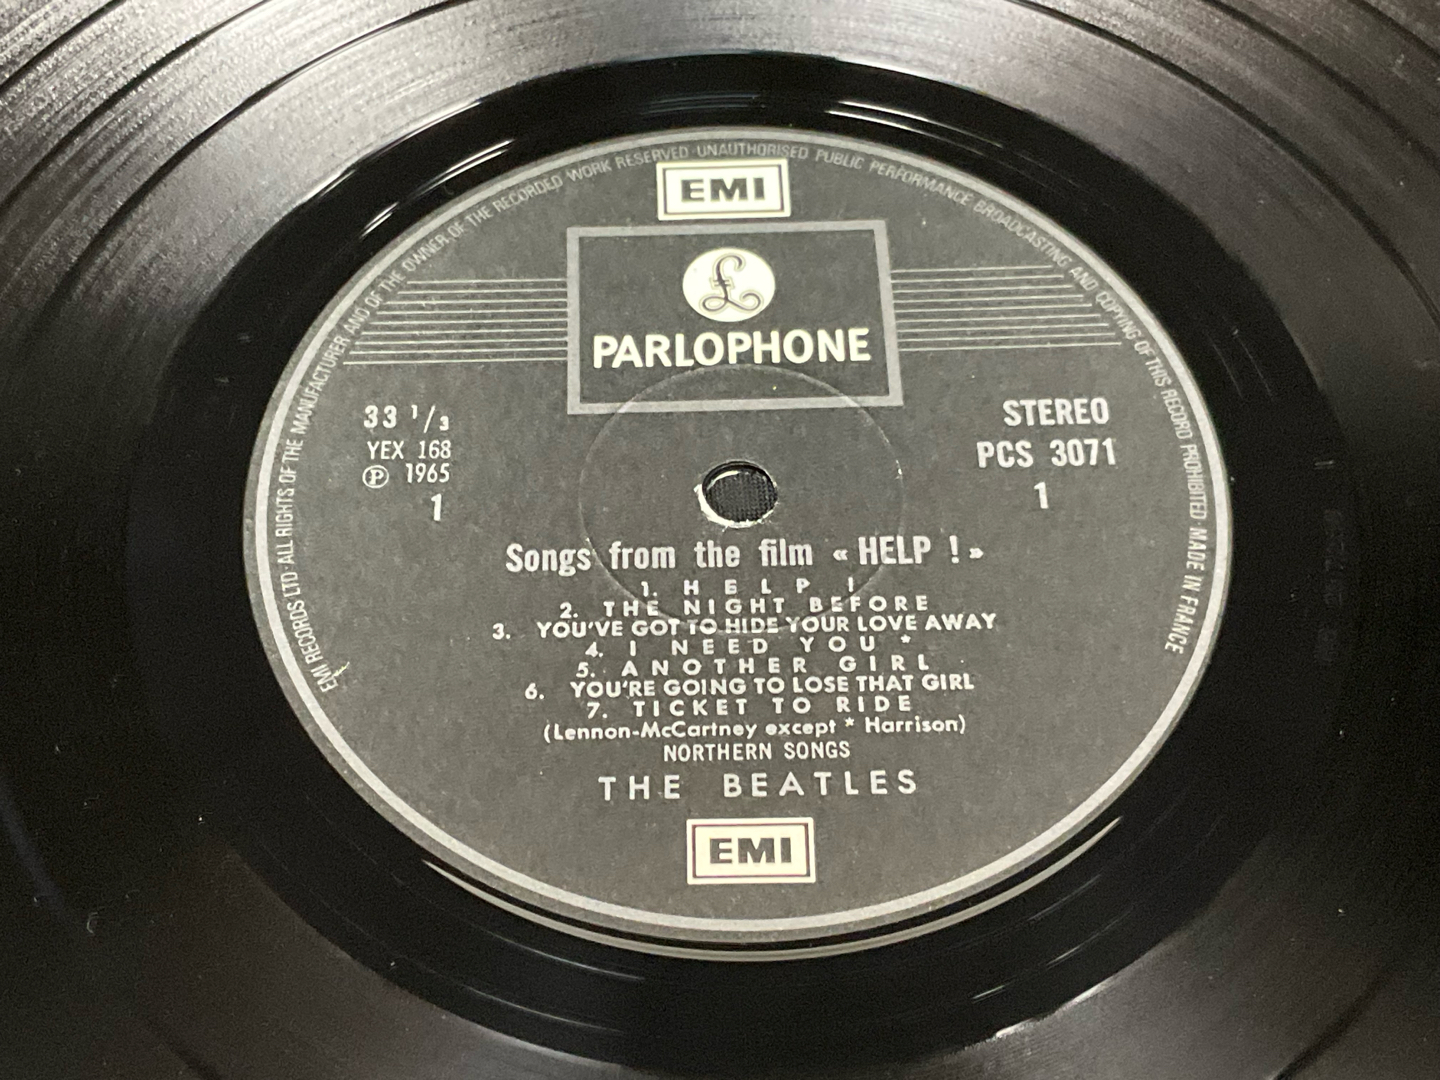 EMI RECORDS LTD · ALL RIGHTS OF THE MANUFACTURER AND OF THE OWNER OF THE RECORDED WORK RESERVED · UNAUTHORISED PUBLIC PERFORMANCE BROADCASTING AND COPYING OF THIS RECORD PROHIBITED · MADE IN FRANCE
EMI
£
PARLOPHONE
33 1/3
YEX 168
Ⓟ 1965
1
STEREO
PCS 3071
1
Songs from the film « HELP ! »
1. HELP !
2. THE NIGHT BEFORE
3. YOU'VE GOT TO HIDE YOUR LOVE AWAY
4. I NEED YOU *
5. ANOTHER GIRL
6. YOU'RE GOING TO LOSE THAT GIRL
7. TICKET TO RIDE
(Lennon-McCartney except * Harrison)
NORTHERN SONGS
THE BEATLES
EMI